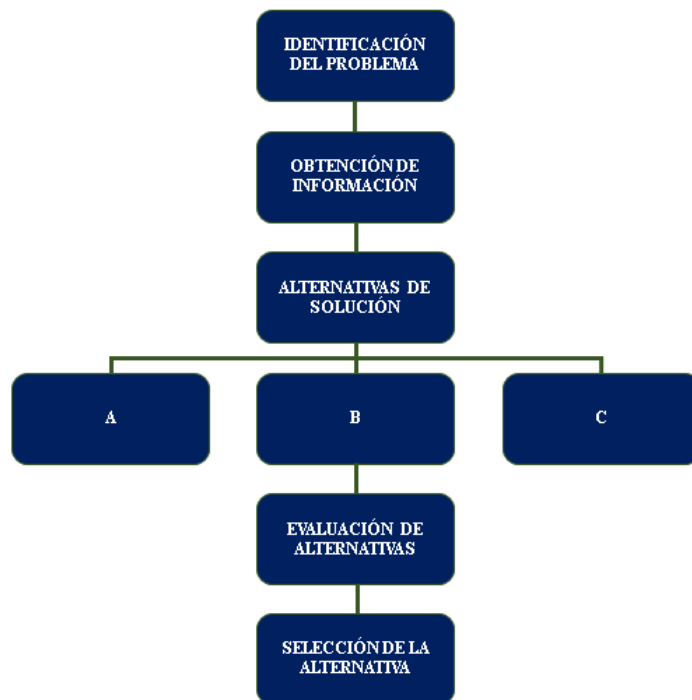 IDENTIFICACIÓN
DEL PROBLEMA
OBTENCIÓN DE
INFORMACIÓN
ALTERNATIVAS DE
SOLUCIÓN
A
B
C
EVALUACIÓN DE
ALTERNATIVAS
SELECCIÓN DE LA
ALTERNATIVA